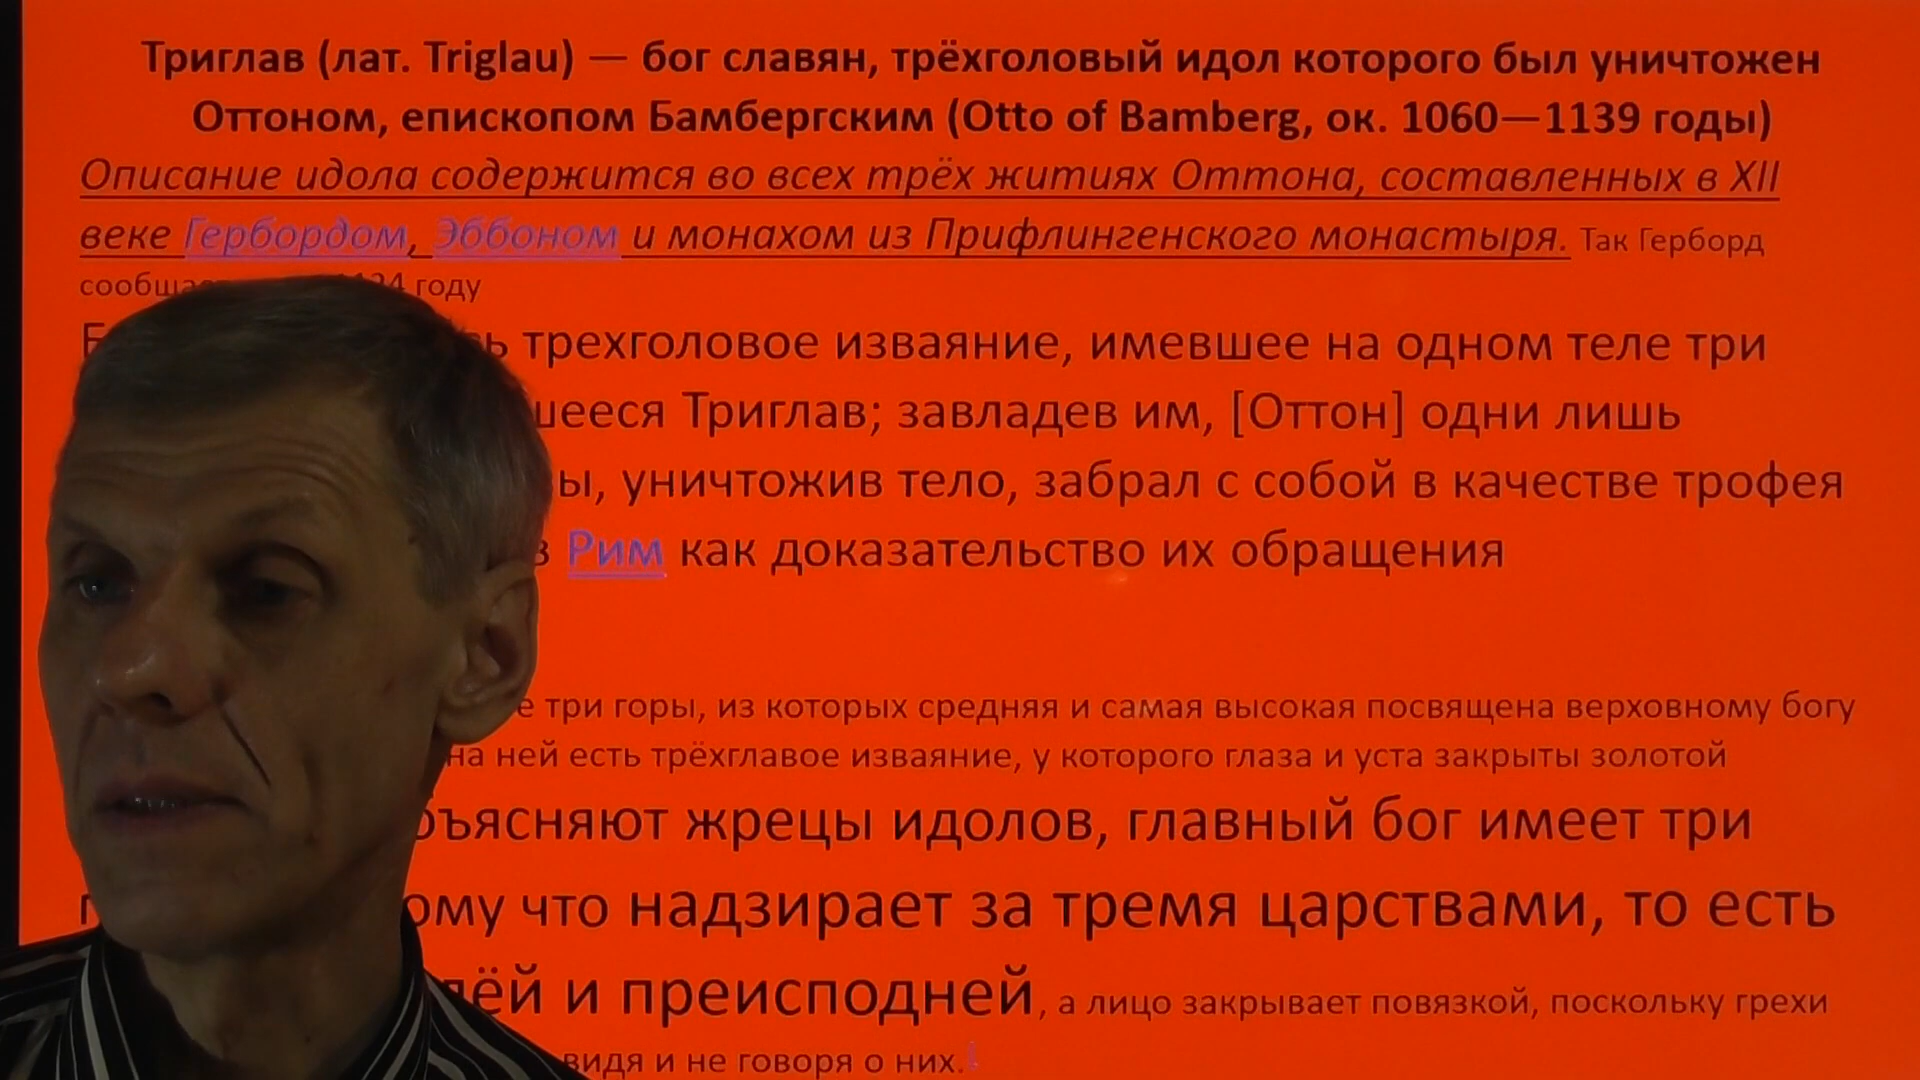 Триглав (лат. Triglau) — бог славян, трёхголовый идол которого был уничтожен
Оттоном, епископом Бамбергским (Otto of Bamberg, ок. 1060—1139 годы)
Описание идола содержится во всех трёх житиях Оттона, составленных в XII
веке Гербордом, Эббоном и монахом из Прифлингенского монастыря. Так Герборд
году
трехголовое изваяние, имевшее на одном теле три
Триглав; завладев им, [Оттон] одни лишь
уничтожив тело, забрал с собой в качестве трофея
в Рим как доказательство их обращения
три горы, из которых средняя и самая высокая посвящена верховному богу
на ней есть трёхглавое изваяние, у которого глаза и уста закрыты золотой
жрецы идолов, главный бог имеет три
что надзирает за тремя царствами, то есть
и преисподней, а лицо закрывает повязкой, поскольку грехи
видя и не говоря о них.